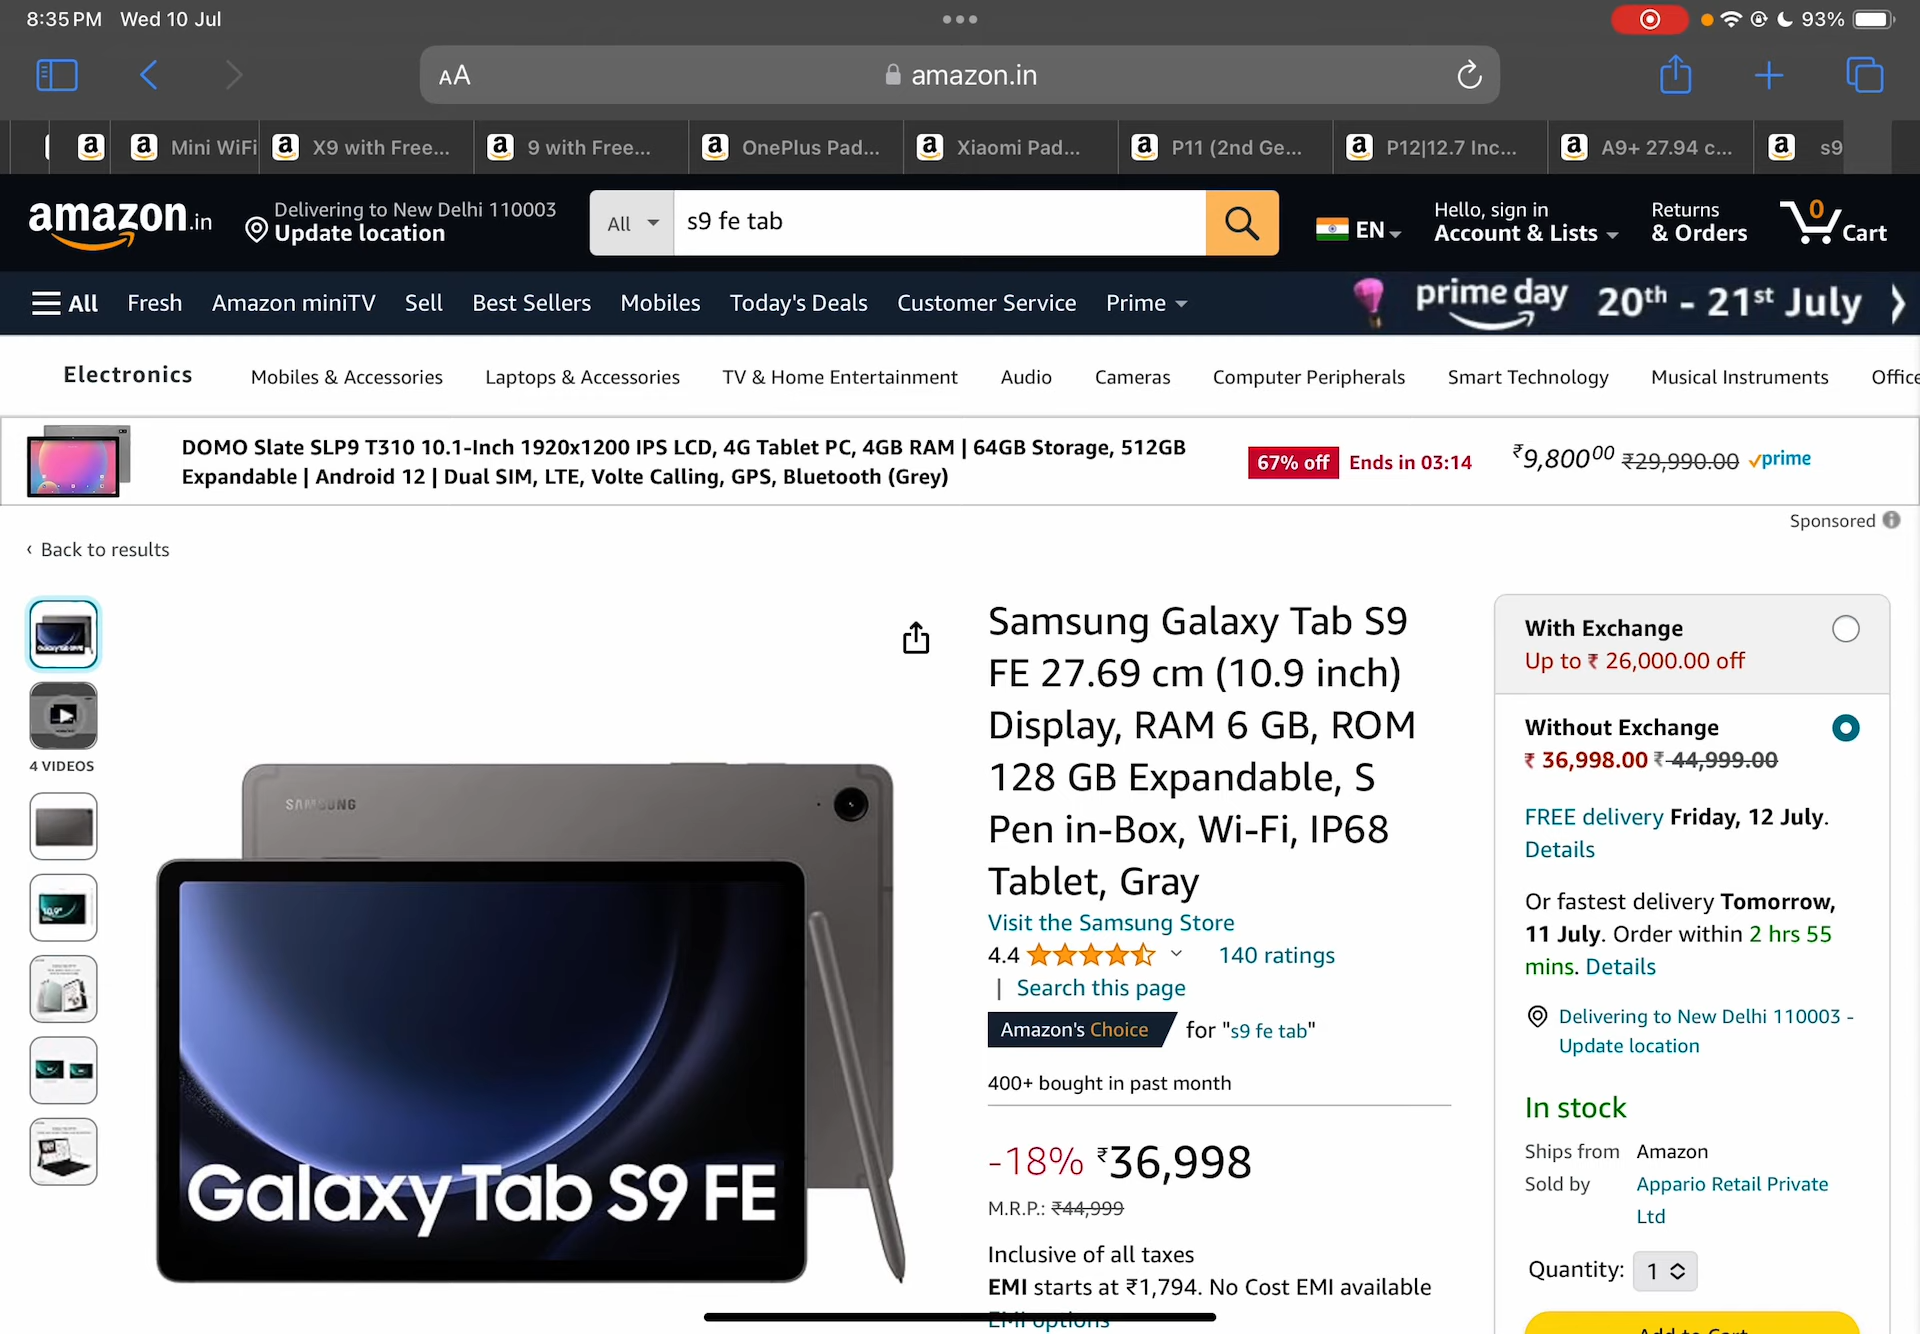 8:35 PM Wed 10 Jul
93%
AA
amazon.in
Mini WiFi
X9 with Free...
9 with Free...
OnePlus Pad...
Xiaomi Pad...
P11 (2nd Ge...
P12|12.7 Inc...
A9+ 27.94 c...
s9
amazon.in
Delivering to New Delhi 110003
Update location
All
s9 fe tab
EN
Hello, sign in
Account & Lists
Returns
& Orders
0
Cart
All
Fresh
Amazon miniTV
Sell
Best Sellers
Mobiles
Today's Deals
Customer Service
Prime
prime day
20th - 21st July
Electronics
Mobiles & Accessories
Laptops & Accessories
TV & Home Entertainment
Audio
Cameras
Computer Peripherals
Smart Technology
Musical Instruments
Office
DOMO Slate SLP9 T310 10.1-Inch 1920x1200 IPS LCD, 4G Tablet PC, 4GB RAM | 64GB Storage, 512GB
Expandable | Android 12 | Dual SIM, LTE, Volte Calling, GPS, Bluetooth (Grey)
67% off
Ends in 03:14
₹9,80000 ₹29,990.00 prime
Sponsored
‹ Back to results
4 VIDEOS
SAMSUNG
Galaxy Tab S9 FE
Samsung Galaxy Tab S9
FE 27.69 cm (10.9 inch)
Display, RAM 6 GB, ROM
128 GB Expandable, S
Pen in-Box, Wi-Fi, IP68
Tablet, Gray
Visit the Samsung Store
4.4
140 ratings
| Search this page
Amazon's Choice for "s9 fe tab"
400+ bought in past month
-18% ₹36,998
M.R.P.: ₹44,999
Inclusive of all taxes
EMI starts at ₹1,794. No Cost EMI available
EMI options
With Exchange
Up to ₹ 26,000.00 off
Without Exchange
₹ 36,998.00 ₹ 44,999.00
FREE delivery Friday, 12 July.
Details
Or fastest delivery Tomorrow,
11 July. Order within 2 hrs 55
mins. Details
Delivering to New Delhi 110003 -
Update location
In stock
Ships from Amazon
Sold by Appario Retail Private
Ltd
Quantity: 1
Add to Cart